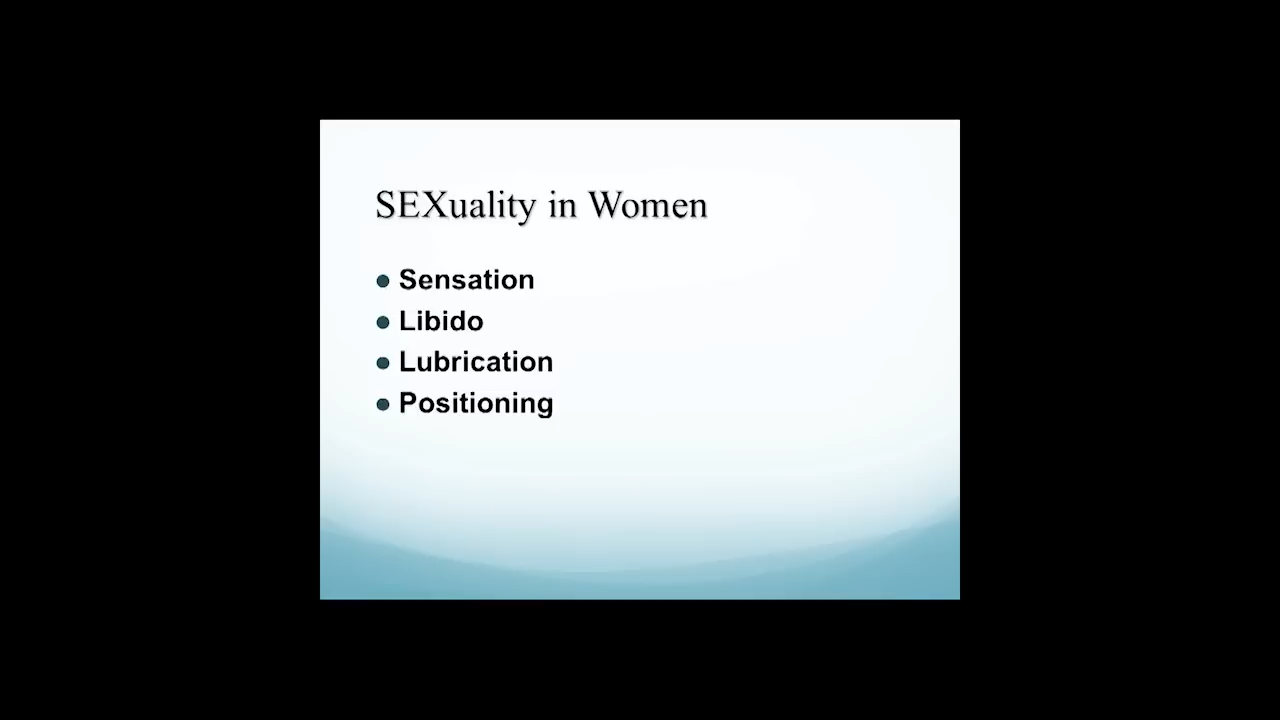 SEXuality in Women
● Sensation
● Libido
● Lubrication
● Positioning